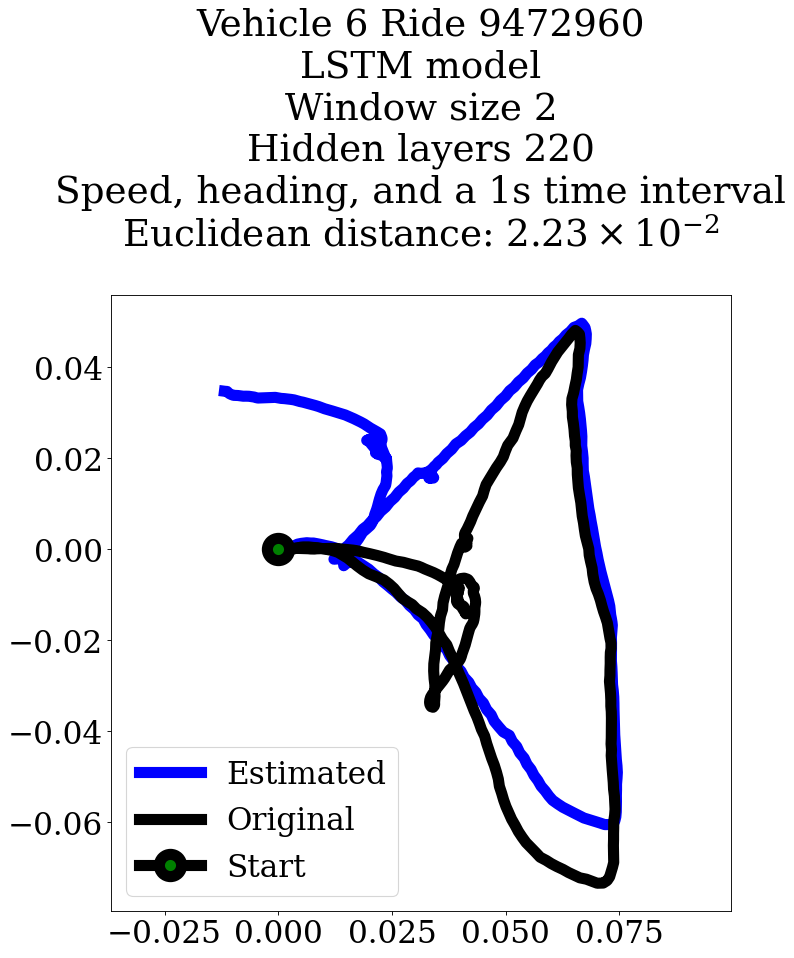 Vehicle 6 Ride 9472960
LSTM model
Window size 2
Hidden layers 220
Speed, heading, and a 1s time interval
Euclidean distance: 2.23 × 10⁻²
0.04
0.02
0.00
−0.02
−0.04
−0.06
Estimated
Original
Start
−0.025 0.000 0.025 0.050 0.075